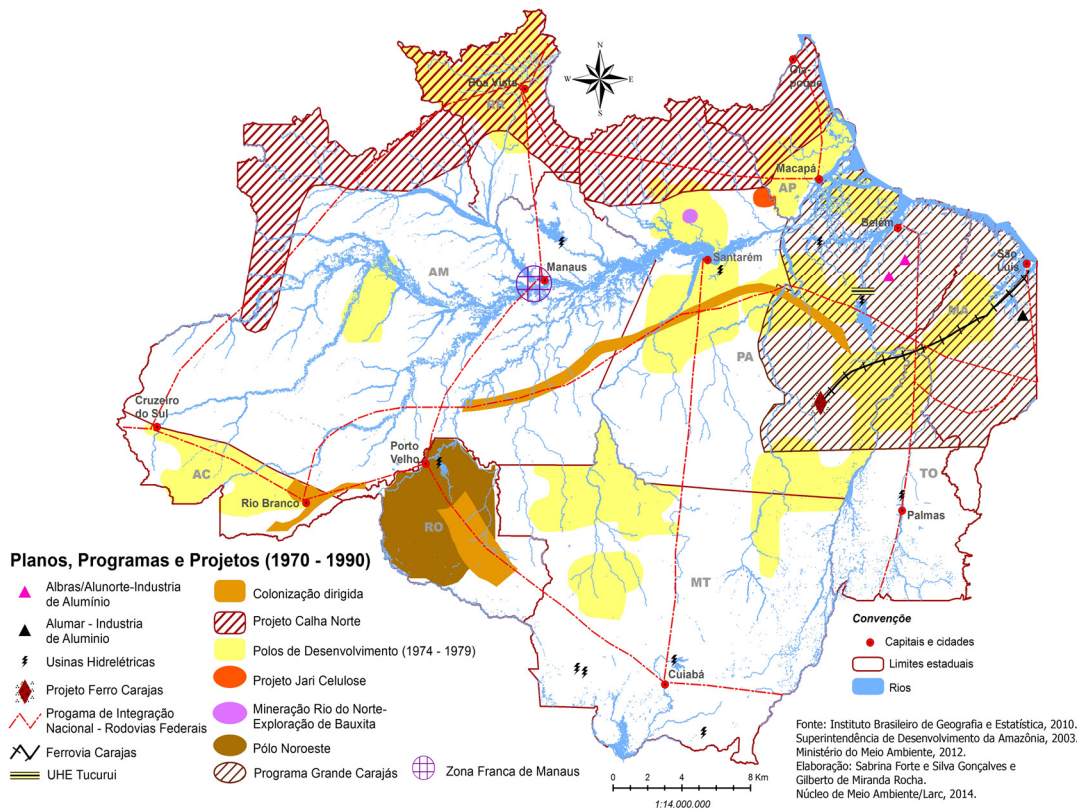 N
W
E
S
Boa Vista
RR
Oia-
poque
Macapá
AP
Belém
São
Luís
Santarém
Manaus
AM
MA
PA
Cruzeiro
do Sul
Porto
Velho
AC
Rio Branco
RO
TO
Palmas
MT
Cuiabá
Planos, Programas e Projetos (1970 - 1990)
Albras/Alunorte-Industria
de Alumínio
Alumar - Industria
de Aluminio
Usinas Hidrelétricas
Projeto Ferro Carajas
Progama de Integração
Nacional - Rodovias Federais
Ferrovia Carajas
UHE Tucurui
Colonização dirigida
Projeto Calha Norte
Polos de Desenvolvimento (1974 - 1979)
Projeto Jari Celulose
Mineração Rio do Norte-
Exploração de Bauxita
Pólo Noroeste
Programa Grande Carajás
Zona Franca de Manaus
Convençõe
Capitais e cidades
Limites estaduais
Rios
0 2 4 8 Km
1:14.000.000
Fonte: Instituto Brasileiro de Geografia e Estatística, 2010.
Superintendência de Desenvolvimento da Amazônia, 2003.
Ministério do Meio Ambiente, 2012.
Elaboração: Sabrina Forte e Silva Gonçalves e
Gilberto de Miranda Rocha.
Núcleo de Meio Ambiente/Larc, 2014.